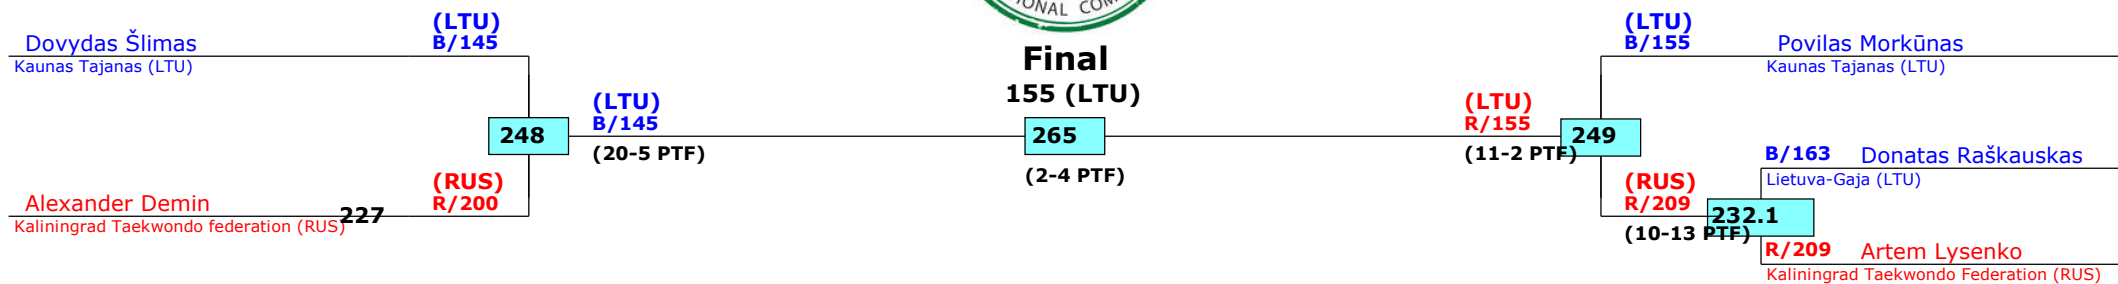 IONAL COM
Final
155 (LTU)
Dovydas Šlimas
(LTU)
B/145
Kaunas Tajanas (LTU)
248
(LTU)
B/145
(20-5 PTF)
Alexander Demin
227
(RUS)
R/200
Kaliningrad Taekwondo federation (RUS)
265
(2-4 PTF)
(LTU)
R/155
(11-2 PTF)
249
(LTU)
B/155
Povilas Morkūnas
Kaunas Tajanas (LTU)
(RUS)
R/209
(10-13 PTF)
232.1
B/163 Donatas Raškauskas
Lietuva-Gaja (LTU)
R/209 Artem Lysenko
Kaliningrad Taekwondo Federation (RUS)